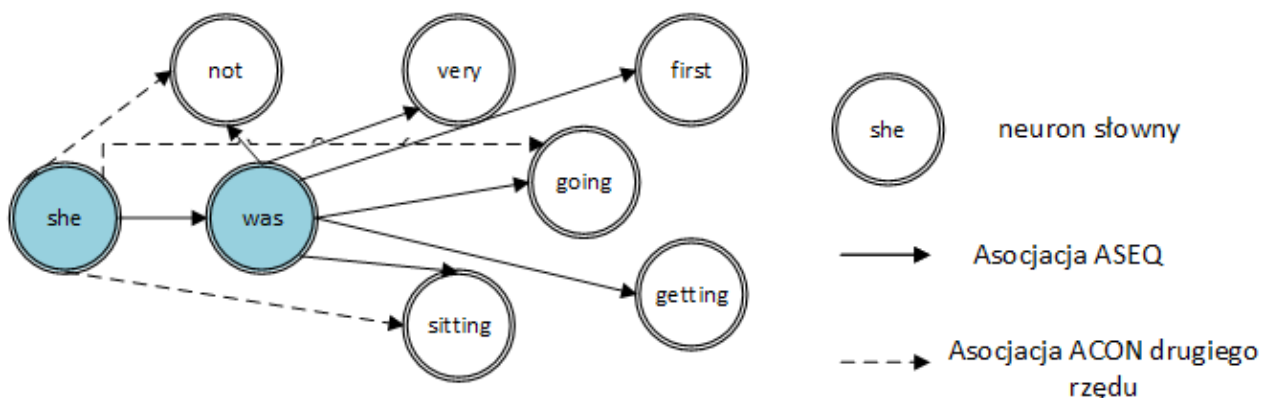 not
very
first
she
neuron słowny
going
she
was
Asocjacja ASEQ
getting
sitting
Asocjacja ACON drugiego
rzędu